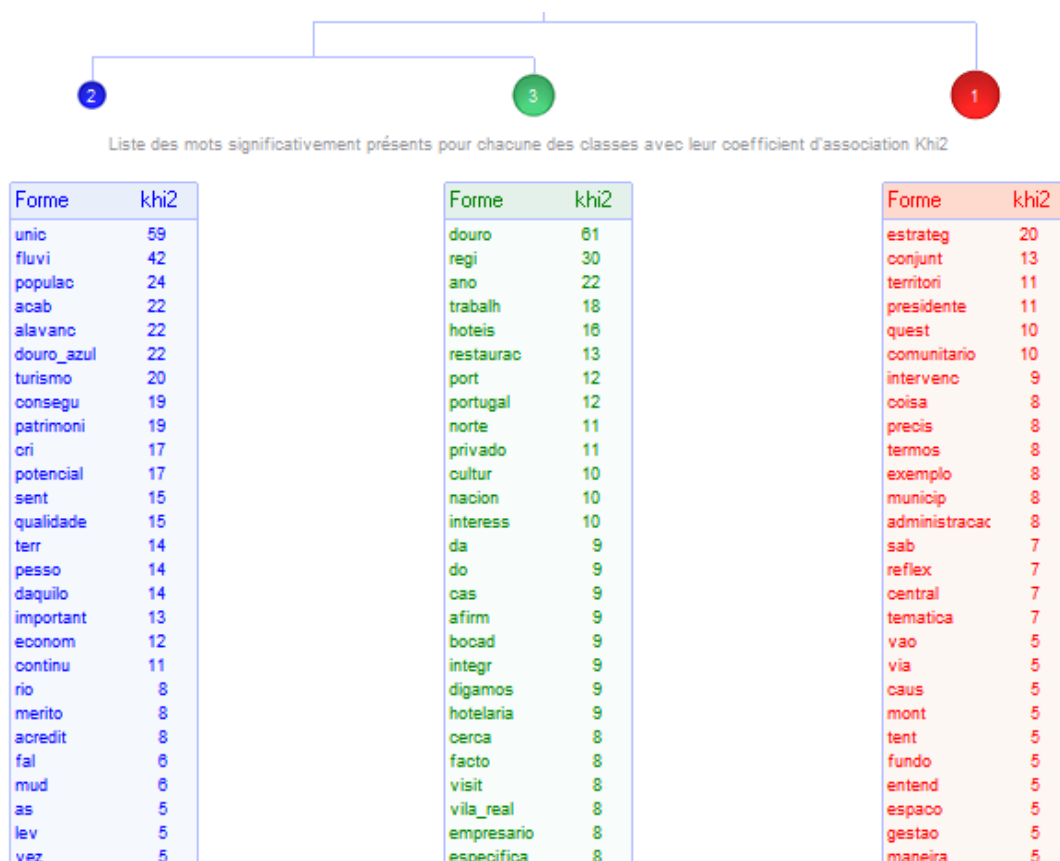 2
3
1
Liste des mots significativement présents pour chacune des classes avec leur coefficient d'association Khi2
Forme khi2
unic 59
fluvi 42
populac 24
acab 22
alavanc 22
douro_azul 22
turismo 20
consegu 19
patrimoni 19
cri 17
potencial 17
sent 15
qualidade 15
terr 14
pesso 14
daquilo 14
important 13
econom 12
continu 11
rio 8
merito 8
acredit 8
fal 6
mud 6
as 5
lev 5
vez 5
Forme khi2
douro 61
regi 30
ano 22
trabalh 18
hoteis 16
restaurac 13
port 12
portugal 12
norte 11
privado 11
cultur 10
nacion 10
interess 10
da 9
do 9
cas 9
afirm 9
bocad 9
integr 9
digamos 9
hotelaria 9
cerca 8
facto 8
visit 8
vila_real 8
empresario 8
especifica 8
Forme khi2
estrateg 20
conjunt 13
territori 11
presidente 11
quest 10
comunitario 10
intervenc 9
coisa 8
precis 8
termos 8
exemplo 8
municip 8
administracac 8
sab 7
reflex 7
central 7
tematica 7
vao 5
via 5
caus 5
mont 5
tent 5
fundo 5
entend 5
espaco 5
gestao 5
maneira 5